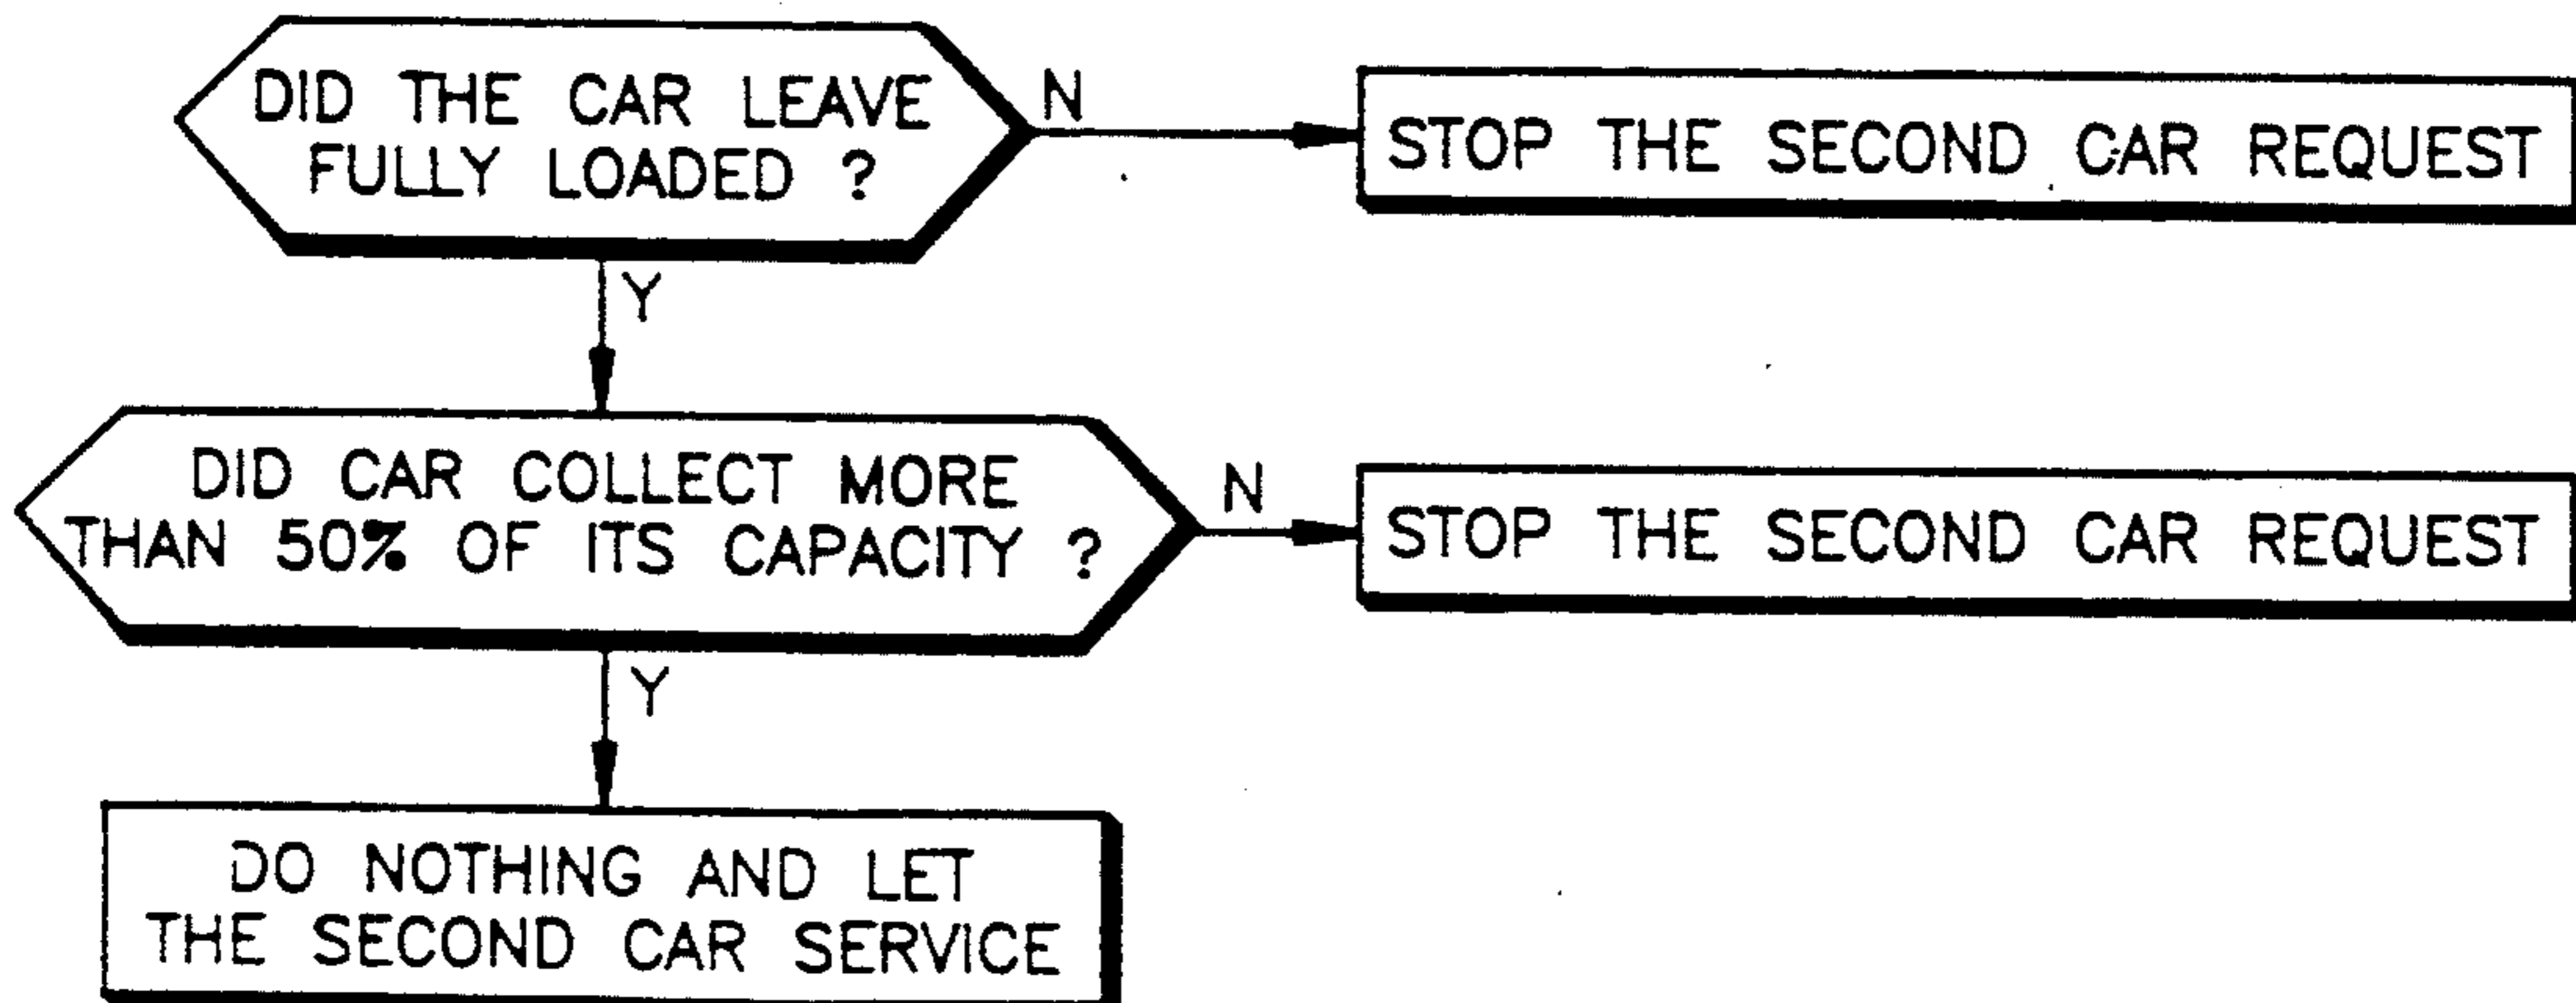 DID THE CAR LEAVE
FULLY LOADED ?
N
STOP THE SECOND CAR REQUEST
Y
DID CAR COLLECT MORE
THAN 50% OF ITS CAPACITY ?
N
STOP THE SECOND CAR REQUEST
Y
DO NOTHING AND LET
THE SECOND CAR SERVICE